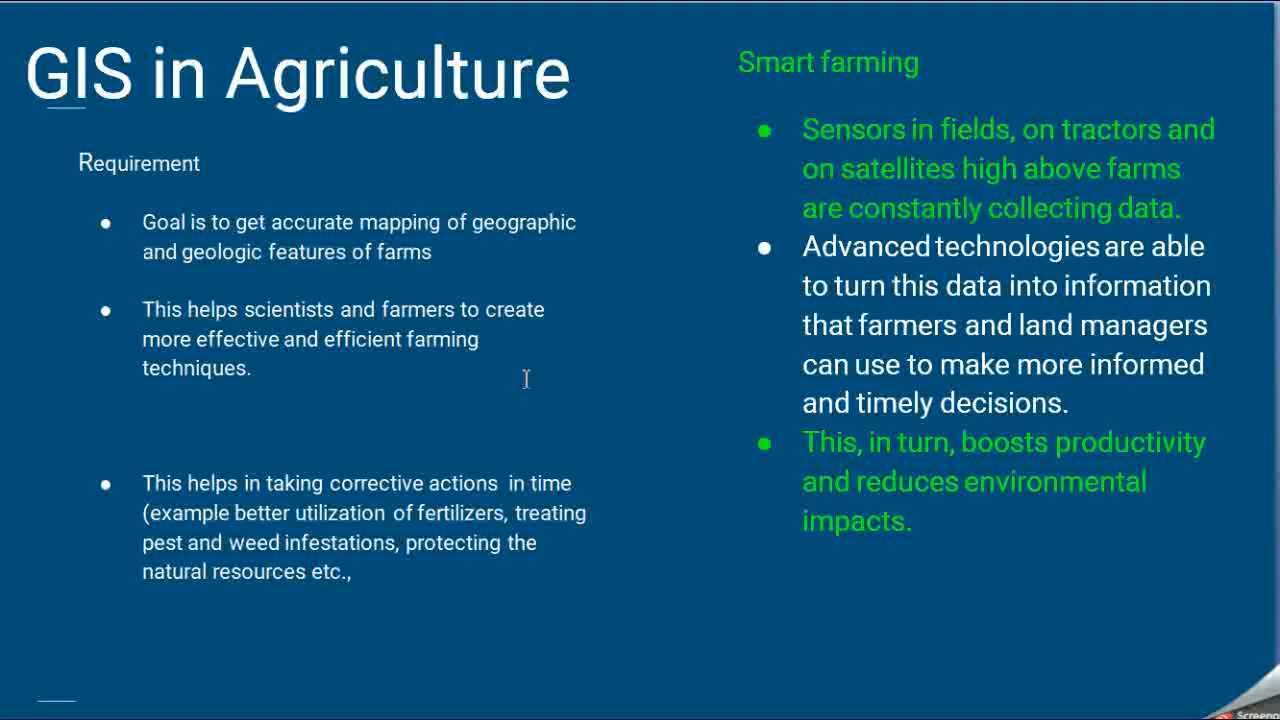 GIS in Agriculture
Requirement
● Goal is to get accurate mapping of geographic
and geologic features of farms
● This helps scientists and farmers to create
more effective and efficient farming
techniques.
● This helps in taking corrective actions in time
(example better utilization of fertilizers, treating
pest and weed infestations, protecting the
natural resources etc.,
Smart farming
● Sensors in fields, on tractors and
on satellites high above farms
are constantly collecting data.
● Advanced technologies are able
to turn this data into information
that farmers and land managers
can use to make more informed
and timely decisions.
● This, in turn, boosts productivity
and reduces environmental
impacts.